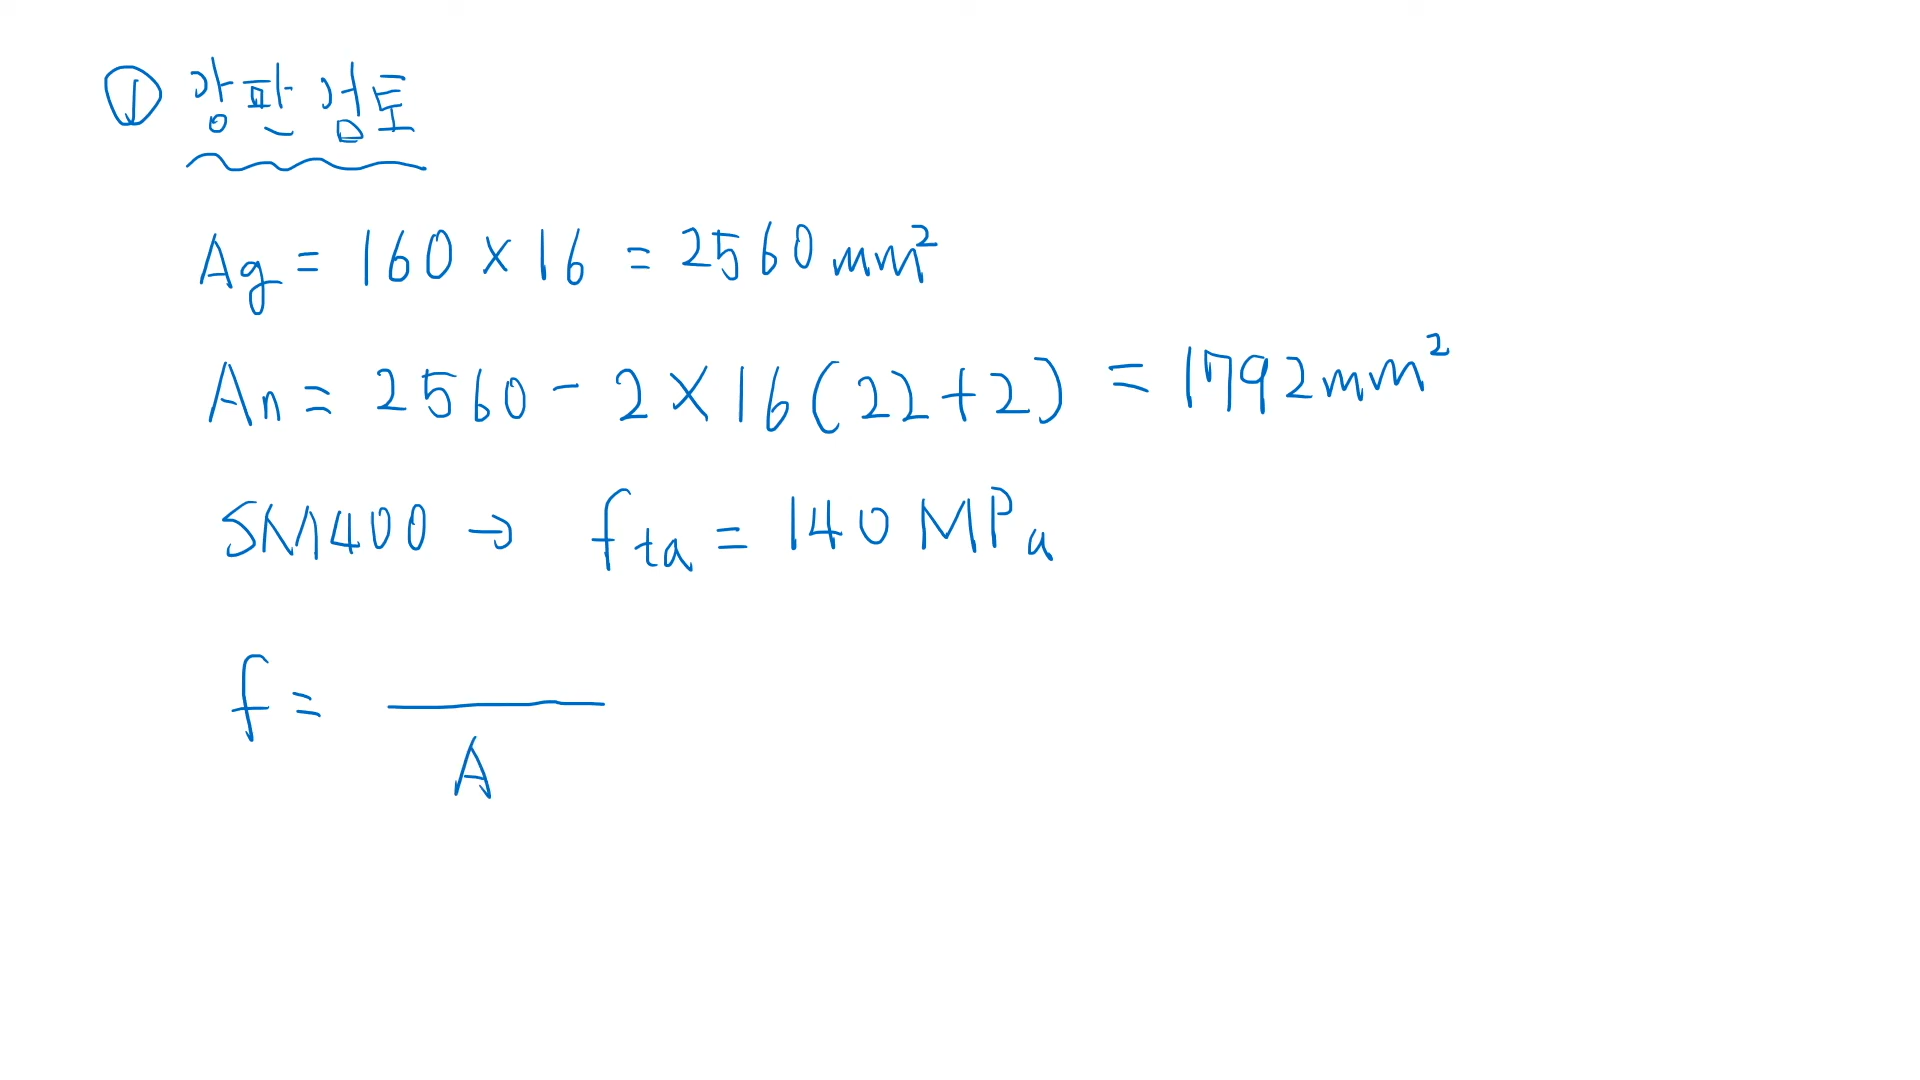 ① 강판 검토
Ag = 160 × 16 = 2560 mm²
An = 2560 - 2 × 16 (22+2) = 1792 mm²
SM400 → fta = 140 MPa
f = 
A